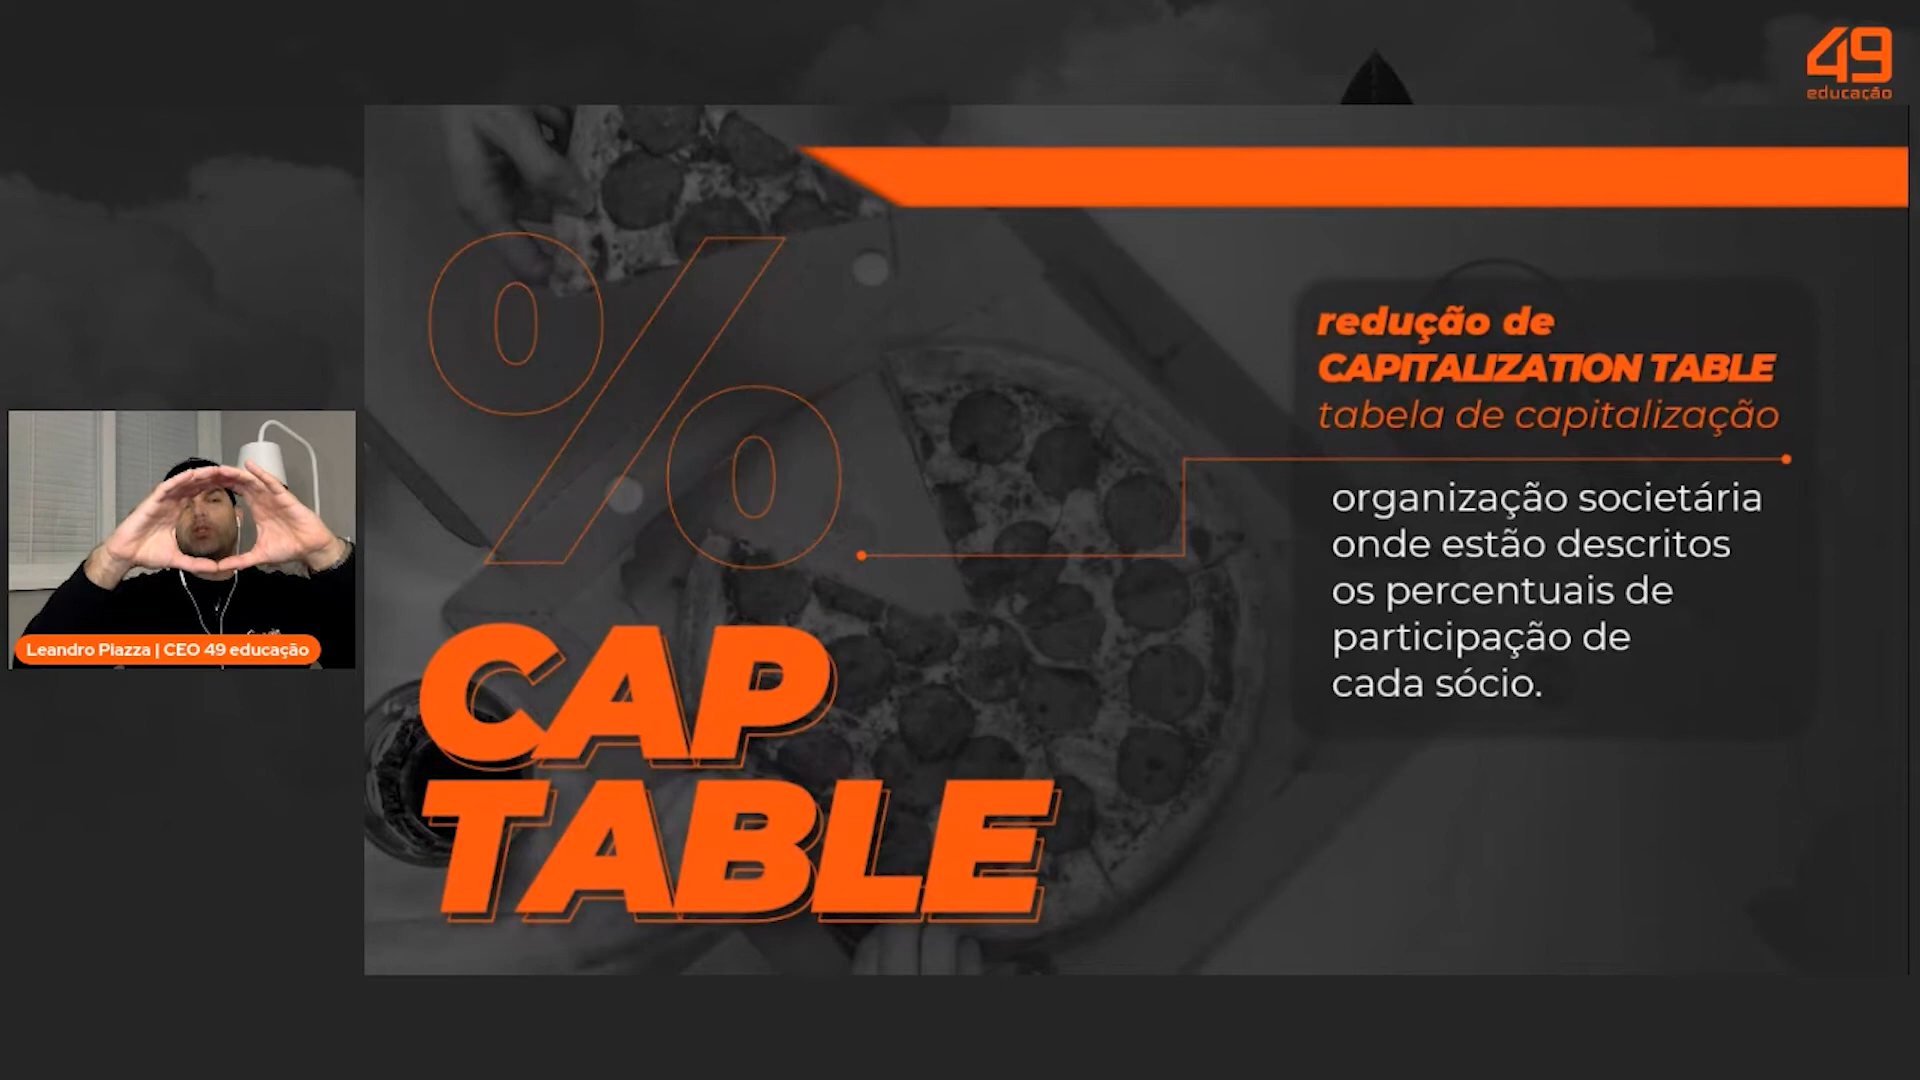 49
educação
%
redução de
CAPITALIZATION TABLE
tabela de capitalização
organização societária
onde estão descritos
os percentuais de
participação de
cada sócio.
Leandro Piazza | CEO 49 educação
CAP
TABLE